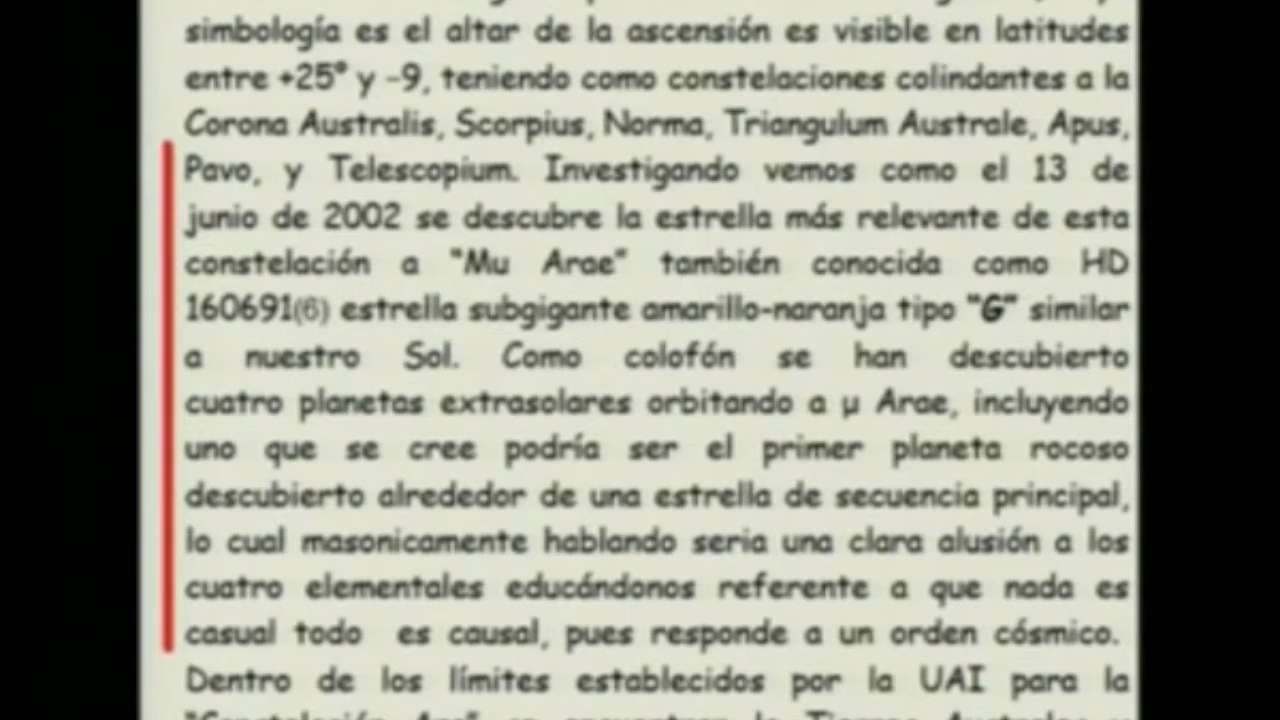 simbología es el altar de la ascensión es visible en latitudes
entre +25° y -9, teniendo como constelaciones colindantes a la
Corona Australis, Scorpius, Norma, Triangulum Australe, Apus,
Pavo, y Telescopium. Investigando vemos como el 13 de
junio de 2002 se descubre la estrella más relevante de esta
constelación a "Mu Arae" también conocida como HD
160691(6) estrella subgigante amarillo-naranja tipo "G" similar
a nuestro Sol. Como colofón se han descubierto
cuatro planetas extrasolares orbitando a μ Arae, incluyendo
uno que se cree podría ser el primer planeta rocoso
descubierto alrededor de una estrella de secuencia principal,
lo cual masonicamente hablando seria una clara alusión a los
cuatro elementales educándonos referente a que nada es
casual todo es causal, pues responde a un orden cósmico.
Dentro de los límites establecidos por la UAI para la